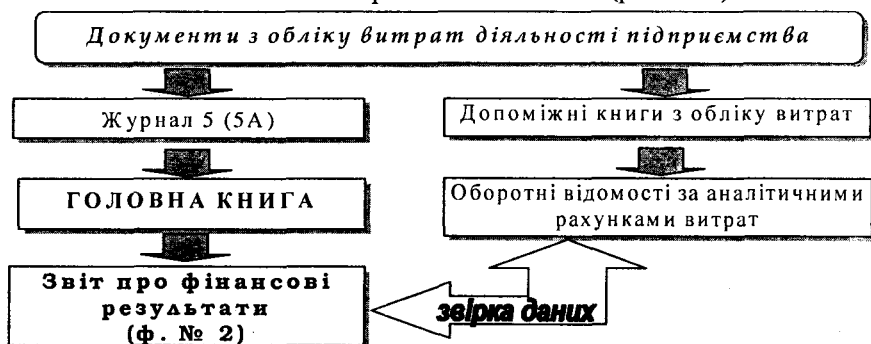 Документи з обліку витрат діяльності підприємства
Журнал 5 (5А)
Допоміжні книги з обліку витрат
ГОЛОВНА КНИГА
Оборотні відомості за аналітичними
рахунками витрат
Звіт про фінансові
результати
(ф. № 2)
звірка даних